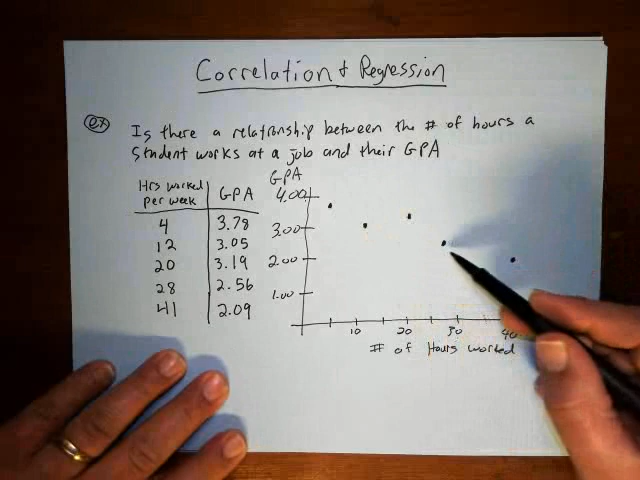 Correlation & Regression
ex
Is there a relationship between the # of hours a
student works at a job and their GPA
Hrs worked per week GPA
4 3.78
12 3.05
20 3.19
28 2.56
41 2.09
GPA
4.00
3.00
2.00
1.00
10 20 30 40
# of Hours worked